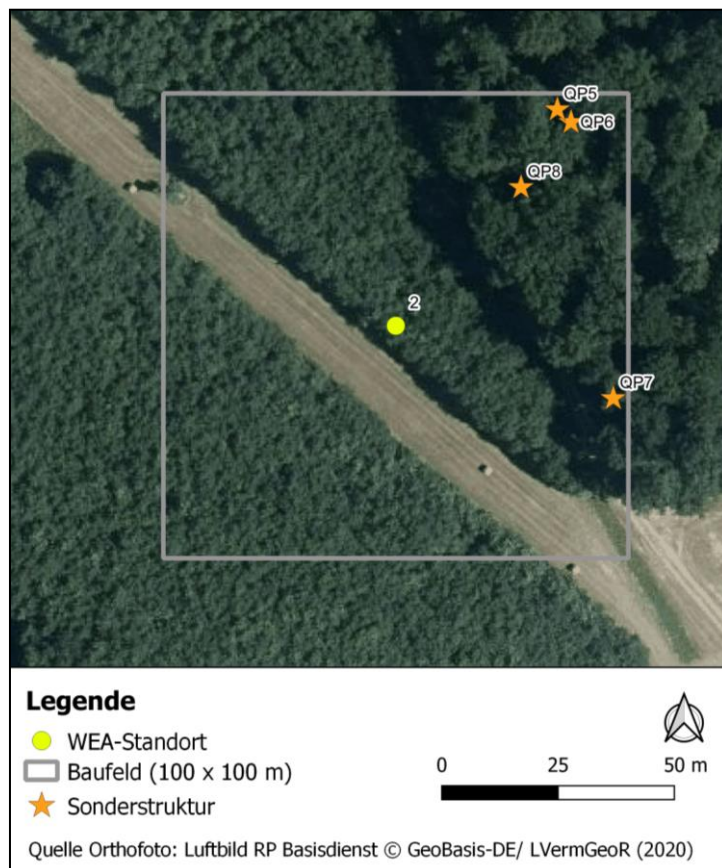 QP5
QP6
QP8
2
QP7
Legende
WEA-Standort
Baufeld (100 x 100 m)
Sonderstruktur
0 25 50 m
Quelle Orthofoto: Luftbild RP Basisdienst © GeoBasis-DE/ LVermGeoR (2020)